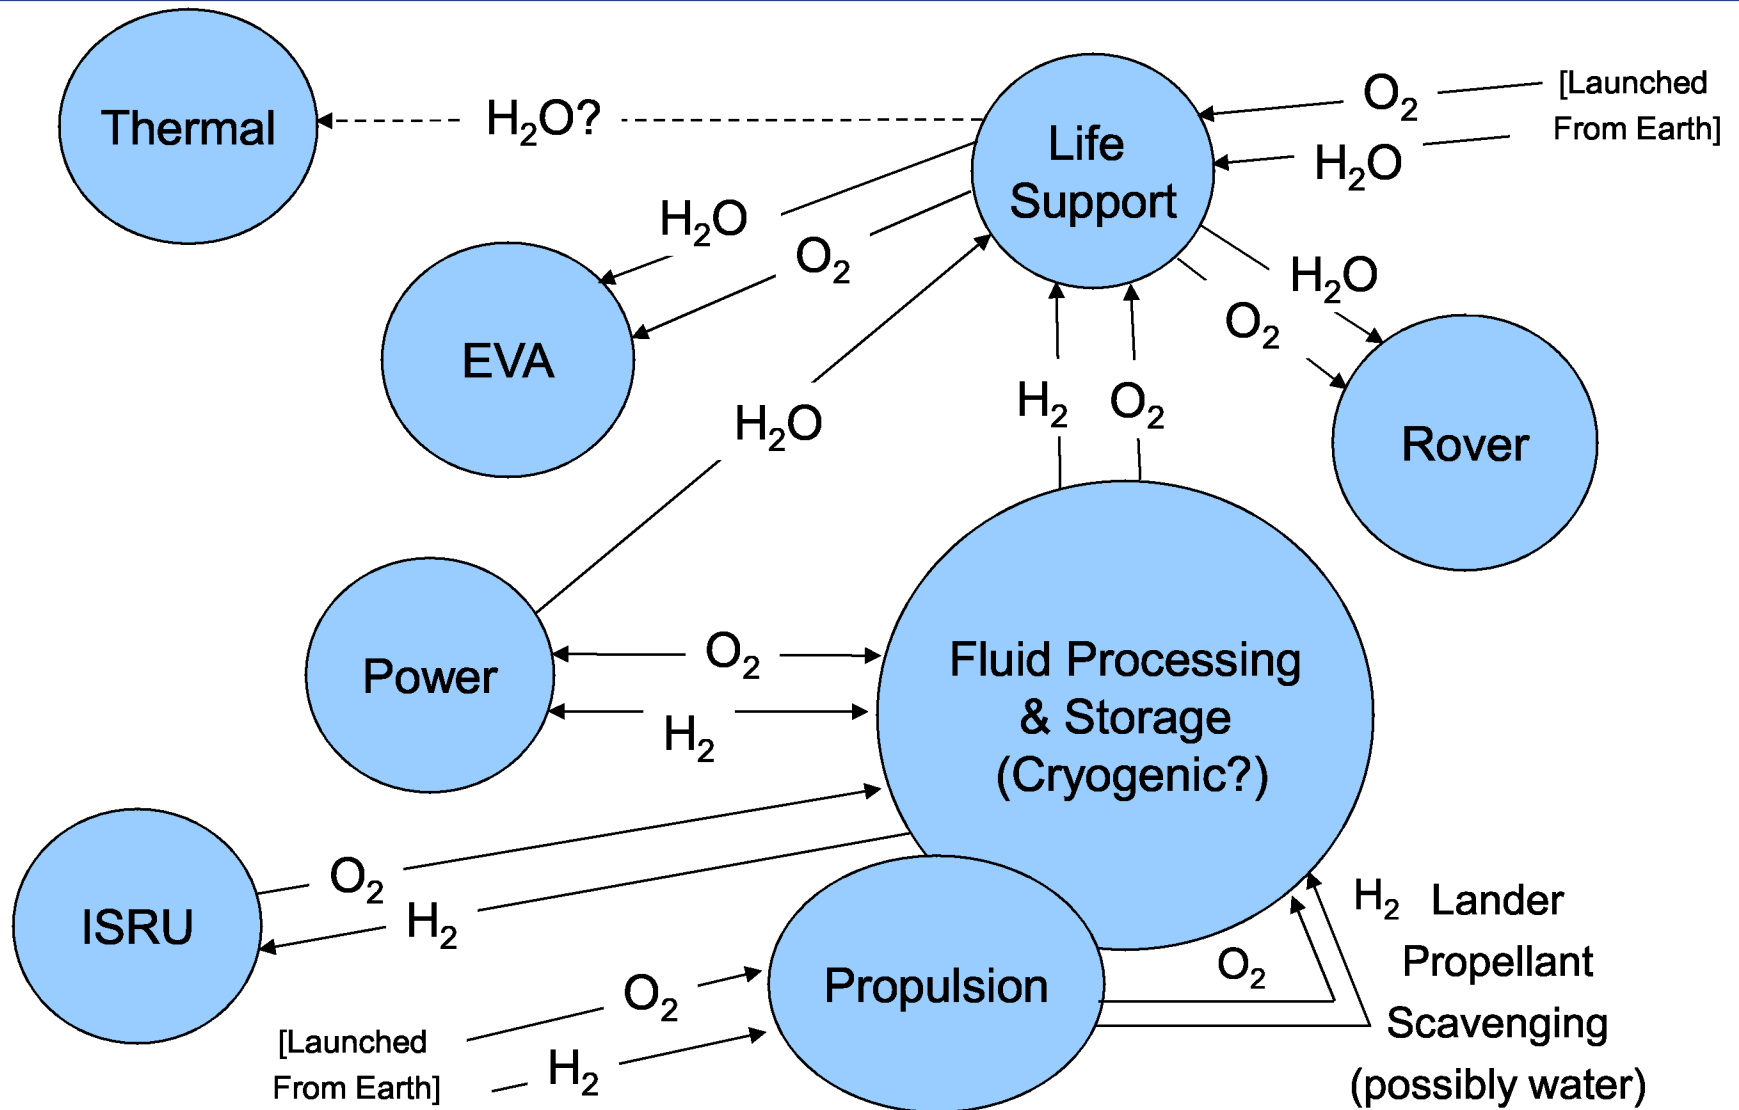 Thermal
H₂O?
Life
Support
O₂
[Launched
From Earth]
H₂O
H₂O
O₂
H₂O
O₂
EVA
H₂O
H₂
O₂
Rover
Power
O₂
H₂
Fluid Processing
& Storage
(Cryogenic?)
O₂
H₂
ISRU
O₂
H₂
[Launched
From Earth]
Propulsion
O₂
H₂ Lander
Propellant
Scavenging
(possibly water)